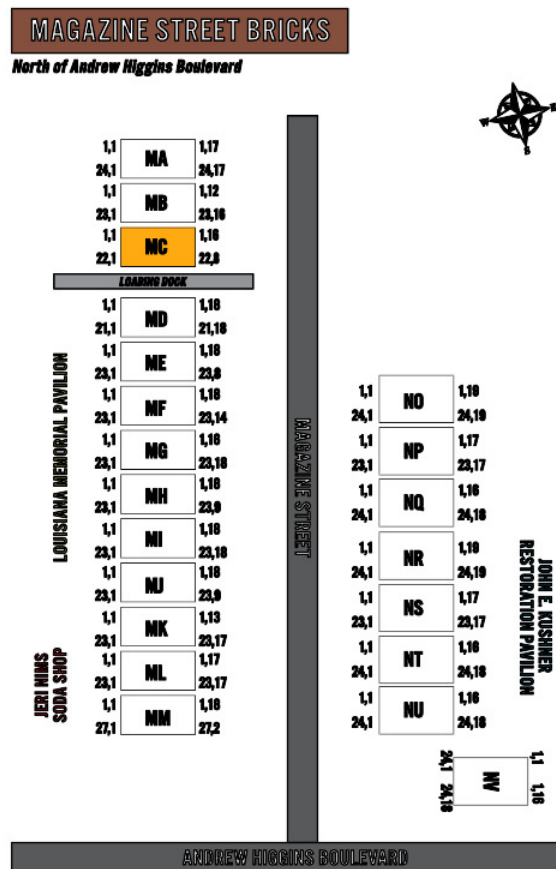 MAGAZINE STREET BRICKS
North of Andrew Higgins Boulevard
W
S
1,1 MA 1,17
24,1 24,17
1,1 MB 1,12
23,1 23,16
1,1 MC 1,16
22,1 22,8
LOADING DOCK
1,1 MD 1,18
21,1 21,18
1,1 ME 1,18
23,1 23,8
1,1 MF 1,18
23,1 23,14
1,1 MG 1,16
23,1 23,18
1,1 MH 1,18
23,1 23,9
1,1 MI 1,18
23,1 23,18
1,1 MJ 1,18
23,1 23,9
1,1 MK 1,13
23,1 23,17
1,1 ML 1,17
23,1 23,17
1,1 MM 1,18
27,1 27,2
LOUISIANA MEMORIAL PAVILION
JERI NIMS
SODA SHOP
MAGAZINE STREET
1,1 NO 1,19
24,1 24,19
1,1 NP 1,17
23,1 23,17
1,1 NQ 1,16
24,1 24,18
1,1 NR 1,19
24,1 24,19
1,1 NS 1,17
23,1 23,17
1,1 NT 1,16
24,1 24,18
1,1 NU 1,16
24,1 24,18
JOHN E. KUSHNER
RESTORATION PAVILION
24,1 NV 1,1
24,18 1,16
ANDREW HIGGINS BOULEVARD